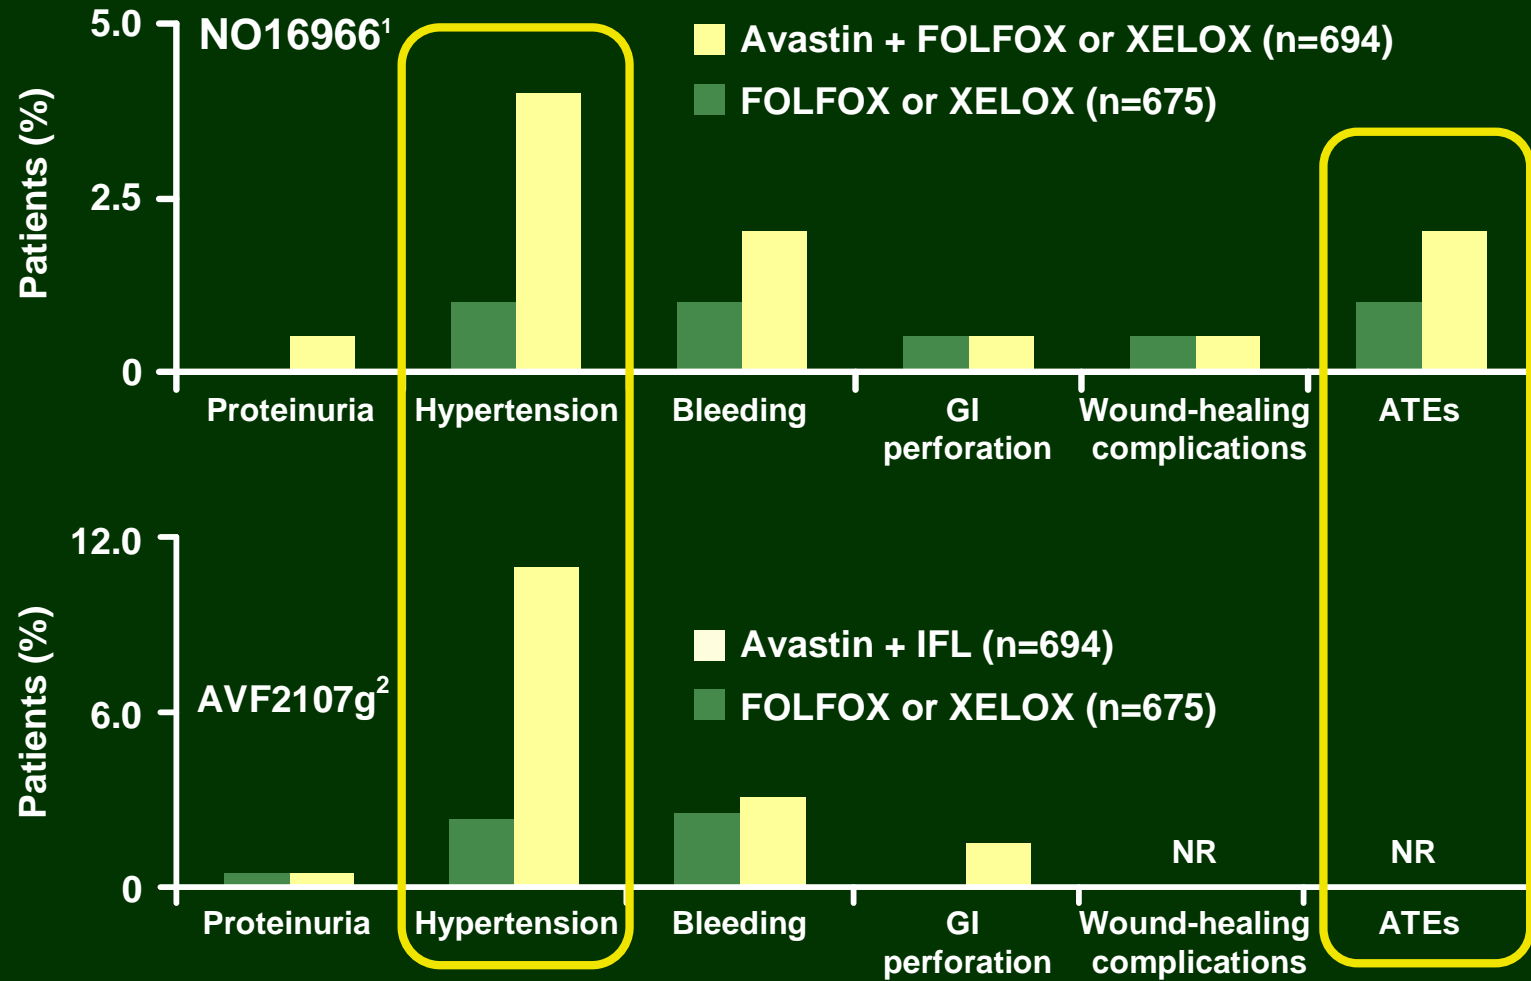 NO16966¹
Avastin + FOLFOX or XELOX (n=694)
FOLFOX or XELOX (n=675)
Patients (%)
5.0
2.5
0
Proteinuria
Hypertension
Bleeding
GI
perforation
Wound-healing
complications
ATEs
AVF2107g²
Avastin + IFL (n=694)
FOLFOX or XELOX (n=675)
Patients (%)
12.0
6.0
0
NR
NR
Proteinuria
Hypertension
Bleeding
GI
perforation
Wound-healing
complications
ATEs